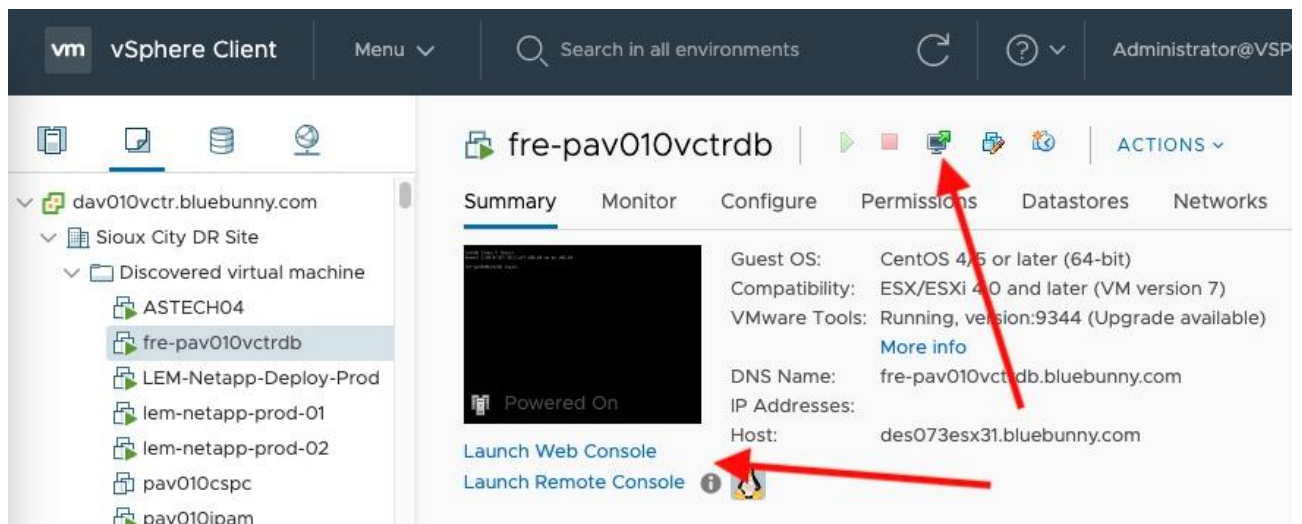 vm vSphere Client Menu Search in all environments Administrator@VSP
fre-pav010vctrdb ACTIONS
dav010vctr.bluebunny.com
Sioux City DR Site
Discovered virtual machine
ASTECH04
fre-pav010vctrdb
LEM-Netapp-Deploy-Prod
lem-netapp-prod-01
lem-netapp-prod-02
pav010cspc
pav010ipam
Summary Monitor Configure Permissions Datastores Networks
Powered On
Launch Web Console
Launch Remote Console
Guest OS: CentOS 4/5 or later (64-bit)
Compatibility: ESX/ESXi 4.0 and later (VM version 7)
VMware Tools: Running, version:9344 (Upgrade available)
More info
DNS Name: fre-pav010vctrdb.bluebunny.com
IP Addresses:
Host: des073esx31.bluebunny.com